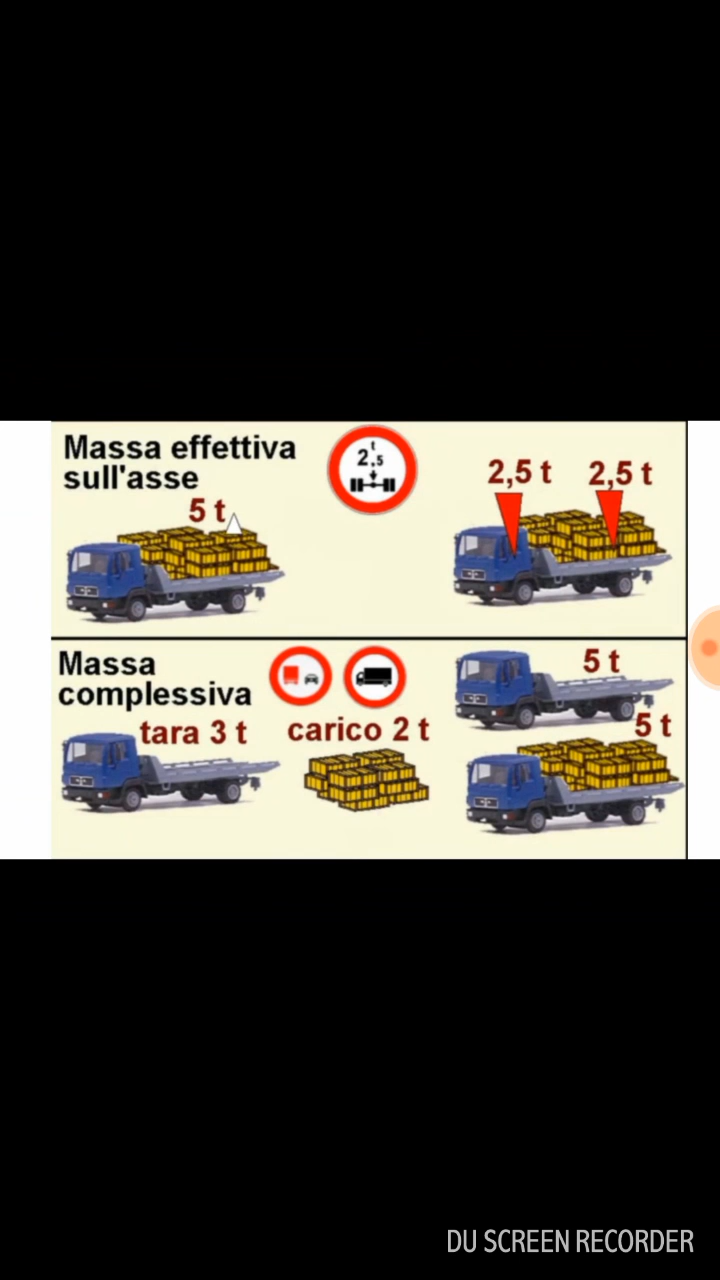 Massa effettiva
sull'asse
5 t
t
2,5
2,5 t
2,5 t
Massa
complessiva
tara 3 t
carico 2 t
5 t
5 t
DU SCREEN RECORDER